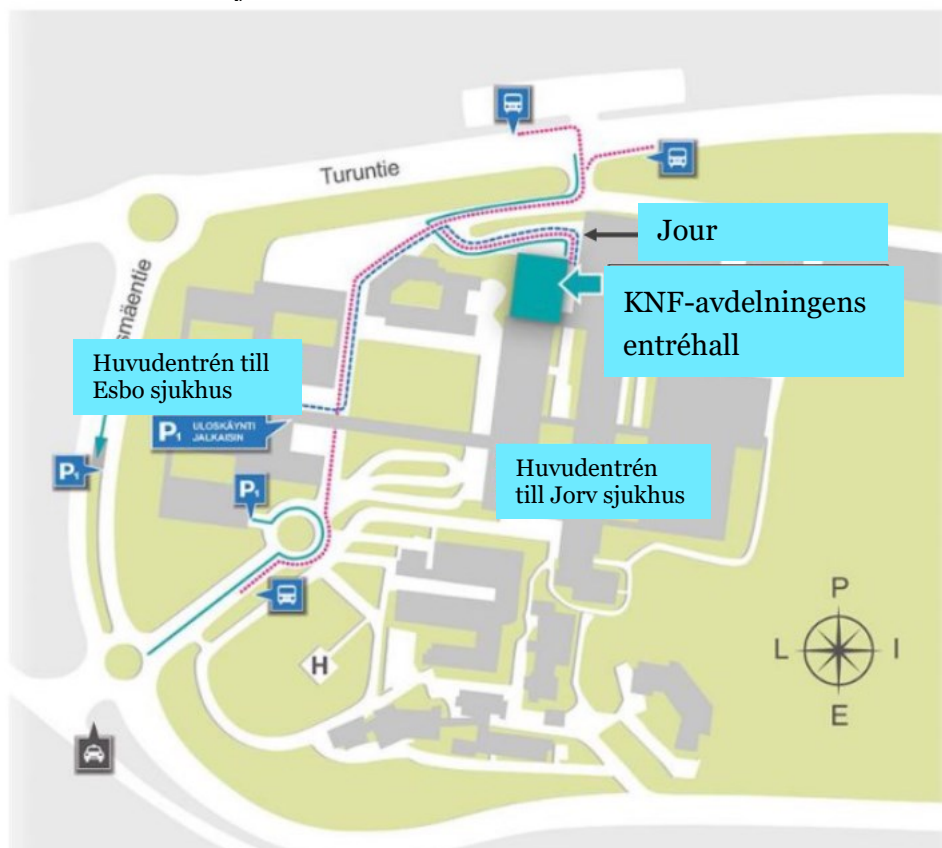 Turuntie
Jour
KNF-avdelningens
entréhall
smäentie
Huvudentrén till
Esbo sjukhus
P1 ULOSKÄYNTI
JALKAISIN
P1
P1
Huvudentrén
till Jorv sjukhus
H
P
L I
E